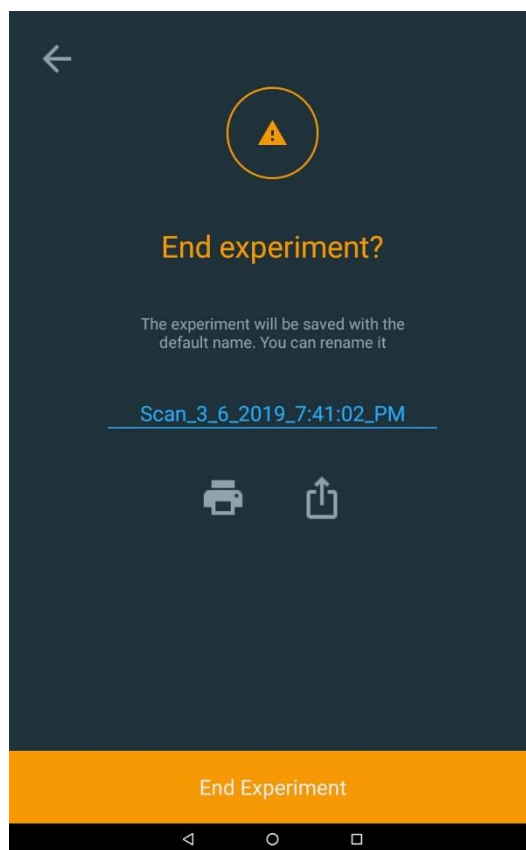 End experiment?
The experiment will be saved with the
default name. You can rename it
Scan_3_6_2019_7:41:02_PM
End Experiment